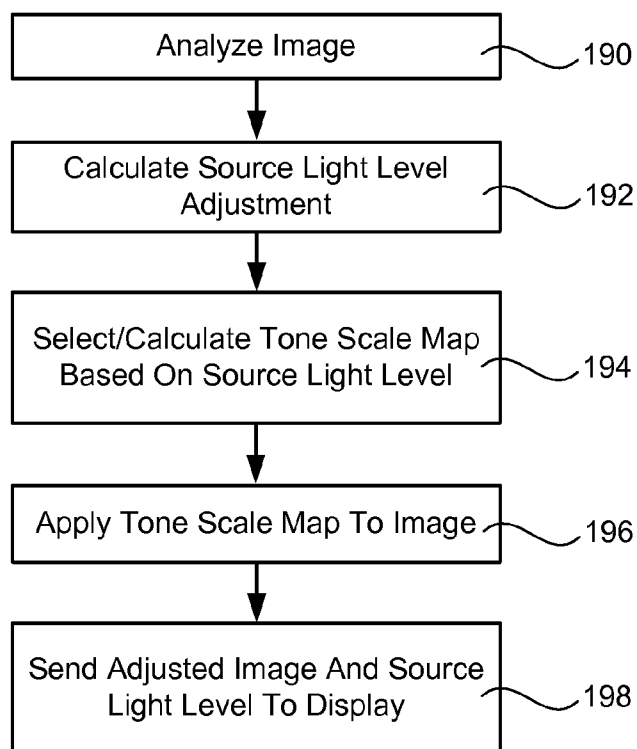 Analyze Image
190
Calculate Source Light Level
Adjustment
192
Select/Calculate Tone Scale Map
Based On Source Light Level
194
Apply Tone Scale Map To Image
196
Send Adjusted Image And Source
Light Level To Display
198